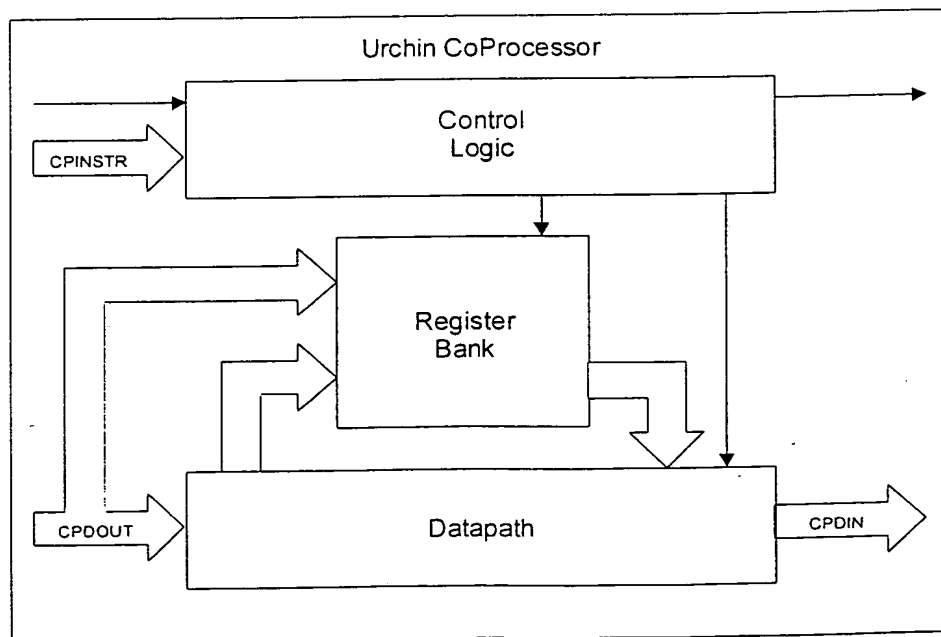 Urchin CoProcessor
Control
Logic
CPINSTR
Register
Bank
CPDOUT
Datapath
CPDIN